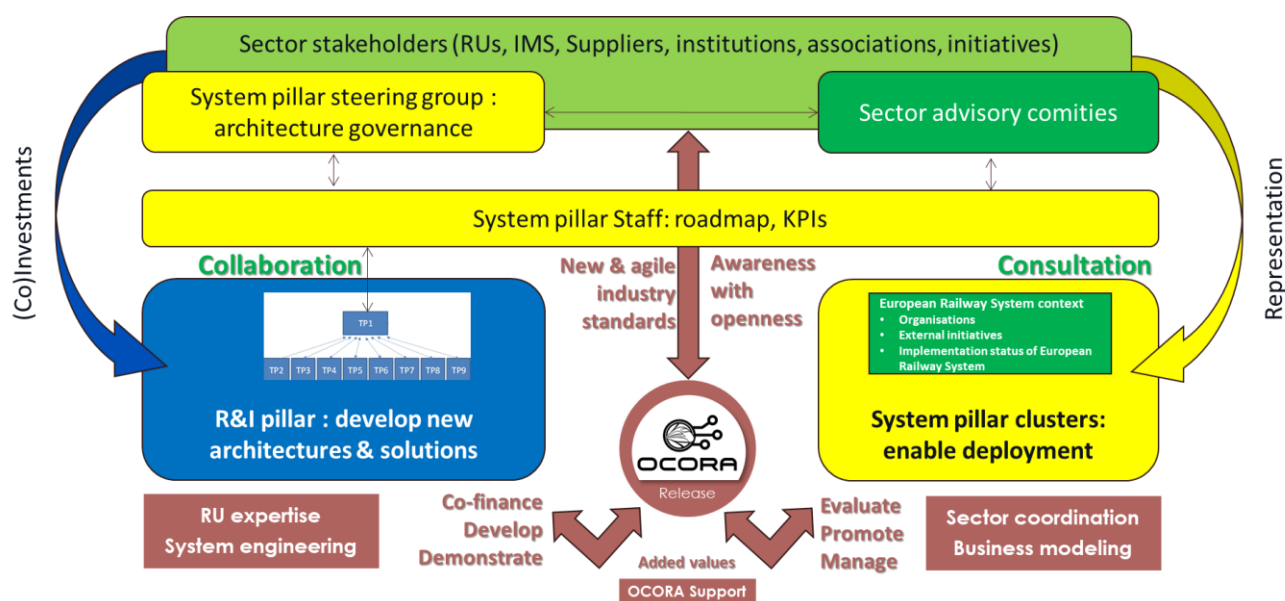 Sector stakeholders (RUs, IMS, Suppliers, institutions, associations, initiatives)
System pillar steering group :
architecture governance
Sector advisory comities
(Co)Investments
Representation
System pillar Staff: roadmap, KPIs
Collaboration
New & agile
industry
standards
Awareness
with
openness
Consultation
TP1
TP2 TP3 TP4 TP5 TP6 TP7 TP8 TP9
R&I pillar : develop new
architectures & solutions
European Railway System context
• Organisations
• External initiatives
• Implementation status of European
Railway System
System pillar clusters:
enable deployment
OCORA
Release
RU expertise
System engineering
Co-finance
Develop
Demonstrate
Evaluate
Promote
Manage
Sector coordination
Business modeling
Added values
OCORA Support